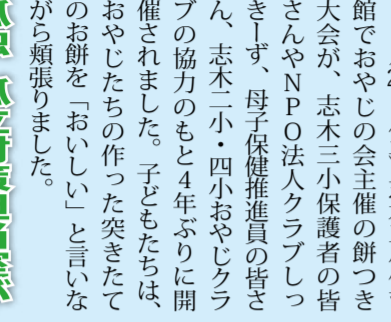 館でおやじの会主催の餅つき
大会が、志木三小保護者の皆
さんやNPO法人クラブしっ
きーず、母子保健推進員の皆さ
ん、志木二小・四小おやじクラ
ブの協力のもと4年ぶりに開
催されました。子どもたちは、
おやじたちの作った突きたて
のお餅を「おいしい」と言いな
がら頬張りました。